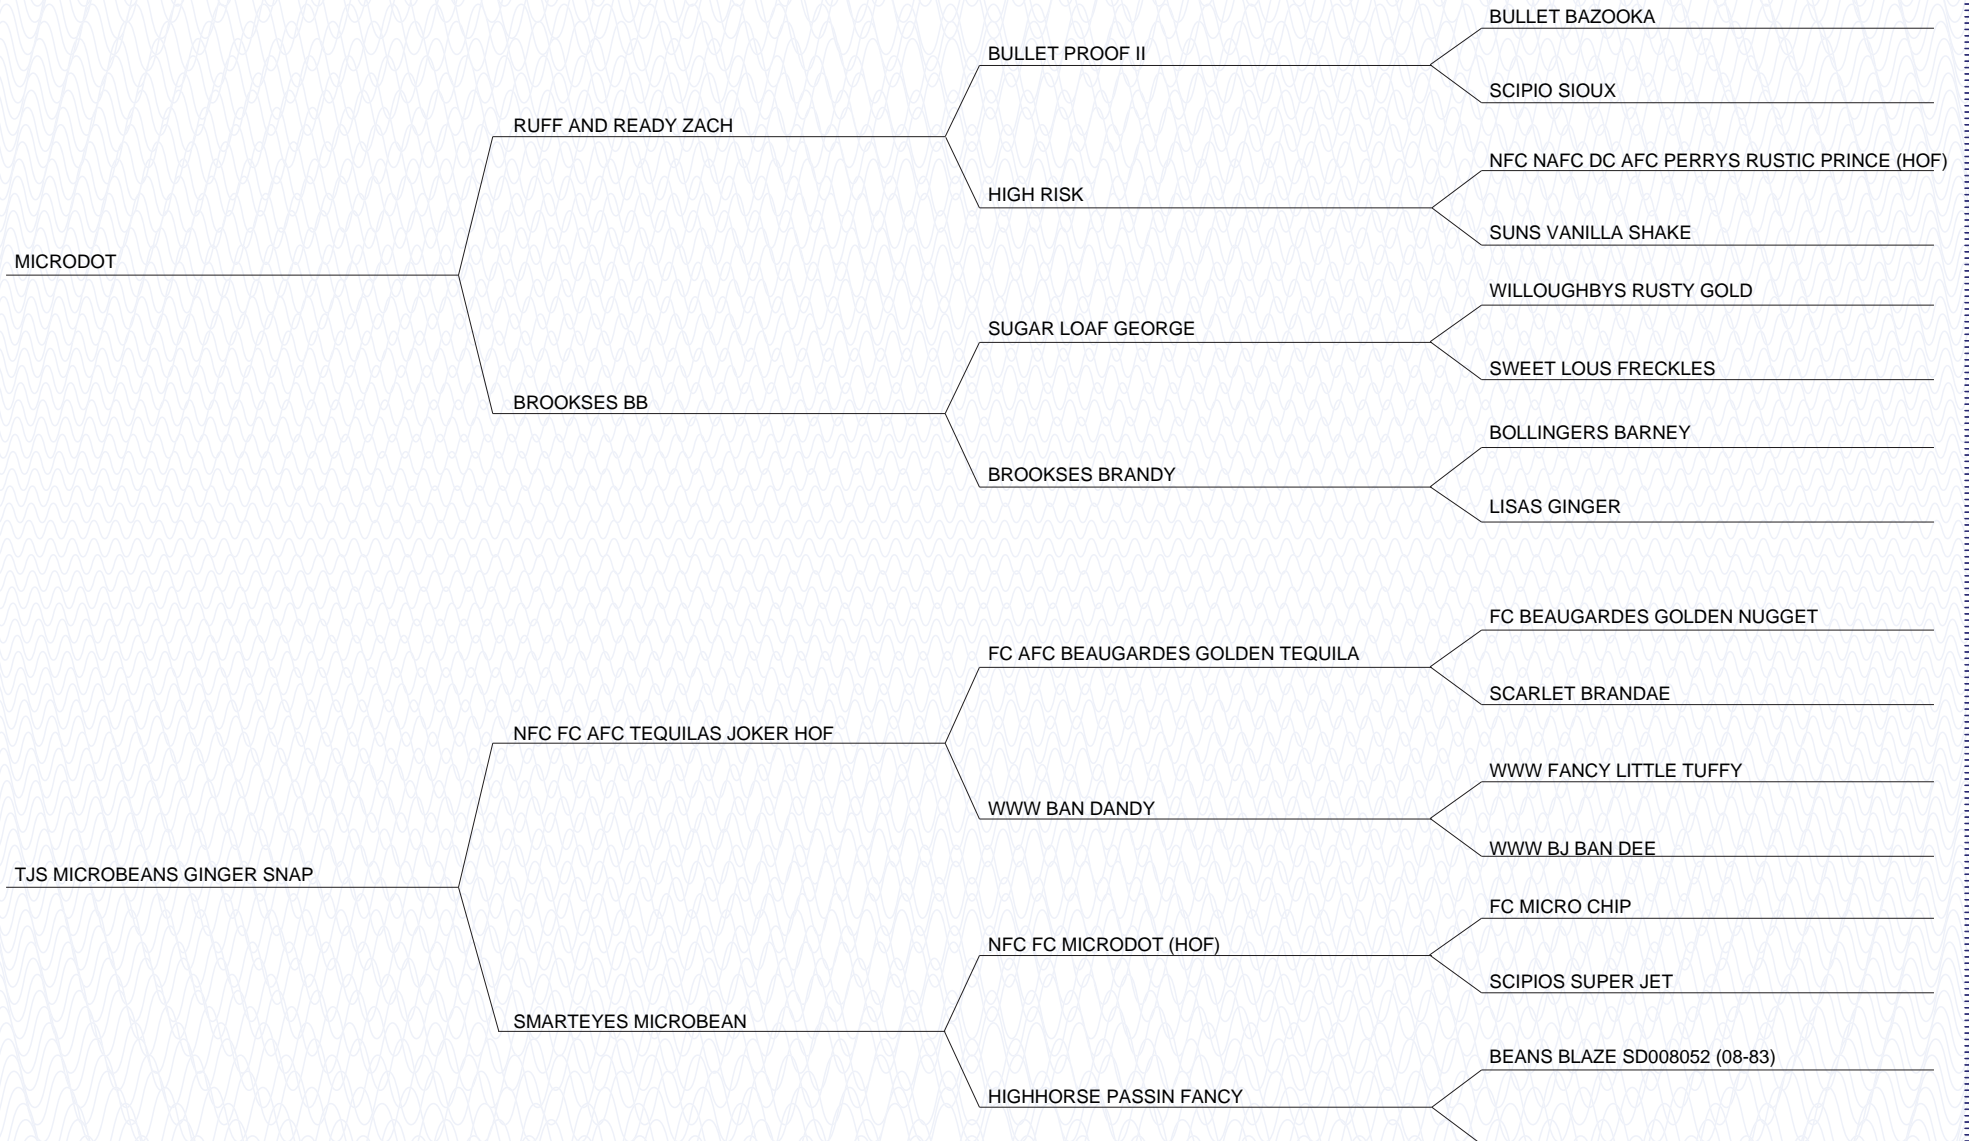 BULLET BAZOOKA
BULLET PROOF II
SCIPIO SIOUX
RUFF AND READY ZACH
NFC NAFC DC AFC PERRYS RUSTIC PRINCE (HOF)
HIGH RISK
SUNS VANILLA SHAKE
MICRODOT
WILLOUGHBYS RUSTY GOLD
SUGAR LOAF GEORGE
SWEET LOUS FRECKLES
BROOKSES BB
BOLLINGERS BARNEY
BROOKSES BRANDY
LISAS GINGER
FC BEAUGARDES GOLDEN NUGGET
FC AFC BEAUGARDES GOLDEN TEQUILA
SCARLET BRANDAE
NFC FC AFC TEQUILAS JOKER HOF
WWW FANCY LITTLE TUFFY
WWW BAN DANDY
WWW BJ BAN DEE
TJS MICROBEANS GINGER SNAP
FC MICRO CHIP
NFC FC MICRODOT (HOF)
SCIPIOS SUPER JET
SMARTEYES MICROBEAN
BEANS BLAZE SD008052 (08-83)
HIGHHORSE PASSIN FANCY